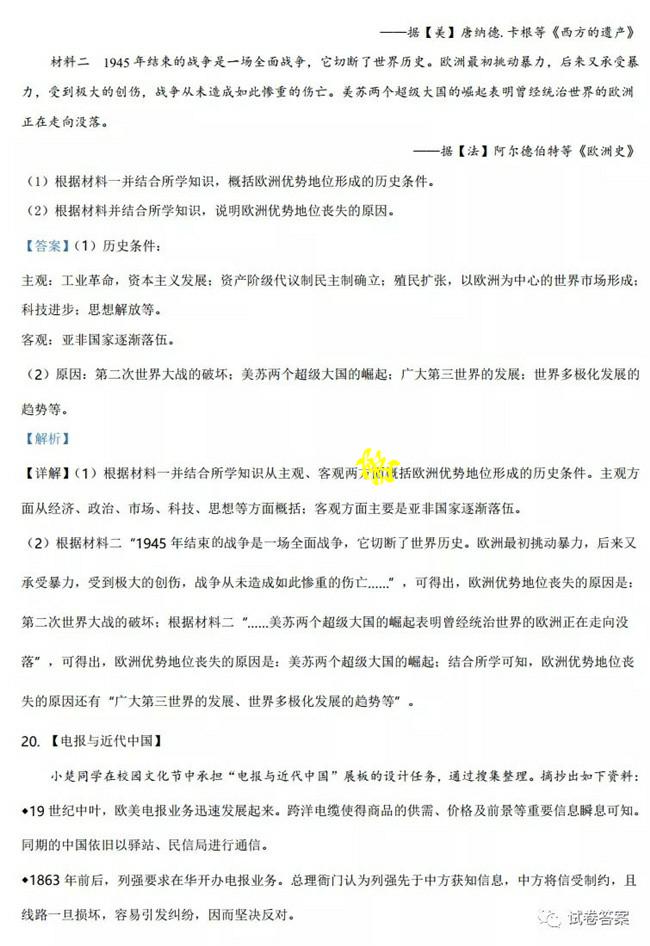 ——据【美】唐纳德.卡根等《西方的遗产》
材料二 1945年结束的战争是一场全面战争，它切断了世界历史。欧洲最初挑动暴力，后来又承受暴
力，受到极大的创伤，战争从未造成如此惨重的伤亡。美苏两个超级大国的崛起表明曾经统治世界的欧洲
正在走向没落。
——据【法】阿尔德伯特等《欧洲史》
（1）根据材料一并结合所学知识，概括欧洲优势地位形成的历史条件。
（2）根据材料并结合所学知识，说明欧洲优势地位丧失的原因。
【答案】（1）历史条件：
主观：工业革命，资本主义发展；资产阶级代议制民主制确立；殖民扩张，以欧洲为中心的世界市场形成；
科技进步；思想解放等。
客观：亚非国家逐渐落伍。
（2）原因：第二次世界大战的破坏；美苏两个超级大国的崛起；广大第三世界的发展；世界多极化发展的
趋势等。
【解析】
【详解】（1）根据材料一并结合所学知识从主观、客观两方面概括欧洲优势地位形成的历史条件。主观方
面从经济、政治、市场、科技、思想等方面概括；客观方面主要是亚非国家逐渐落伍。
（2）根据材料二“1945年结束的战争是一场全面战争，它切断了世界历史。欧洲最初挑动暴力，后来又
承受暴力，受到极大的创伤，战争从未造成如此惨重的伤亡……”，可得出，欧洲优势地位丧失的原因是：
第二次世界大战的破坏；根据材料二“……美苏两个超级大国的崛起表明曾经统治世界的欧洲正在走向没
落”，可得出，欧洲优势地位丧失的原因是：美苏两个超级大国的崛起；结合所学可知，欧洲优势地位丧
失的原因还有“广大第三世界的发展、世界多极化发展的趋势等”。
20. 【电报与近代中国】
小楚同学在校园文化节中承担“电报与近代中国”展板的设计任务，通过搜集整理。摘抄出如下资料：
◆19世纪中叶，欧美电报业务迅速发展起来。跨洋电缆使得商品的供需、价格及前景等重要信息瞬息可知。
同期的中国依旧以驿站、民信局进行通信。
◆1863年前后，列强要求在华开办电报业务。总理衙门认为列强先于中方获知信息，中方将信受制约，且
线路一旦损坏，容易引发纠纷，因而坚决反对。
试卷答案